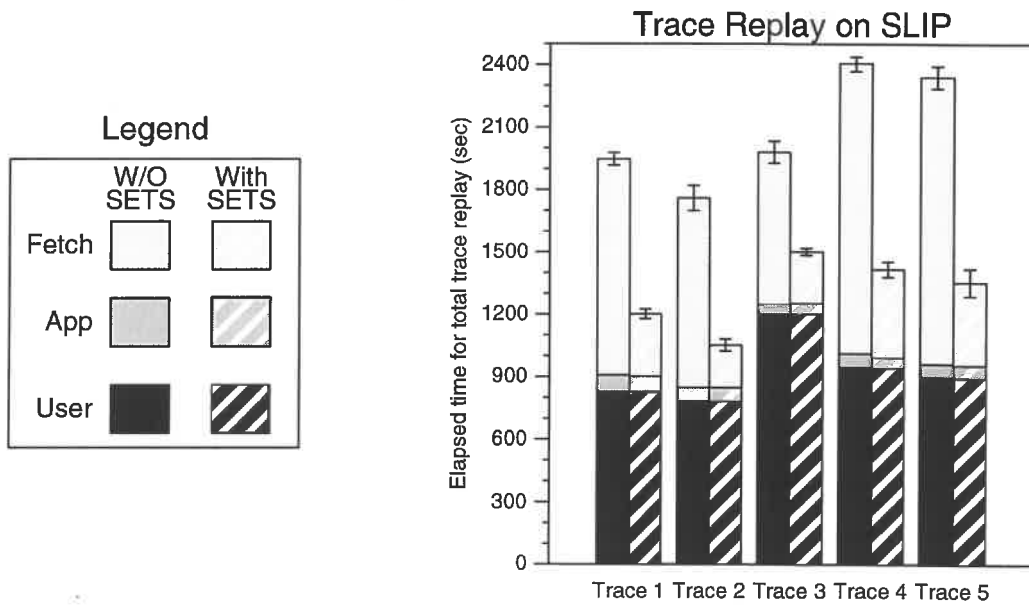 Trace Replay on SLIP
Legend
W/O SETS
With SETS
Fetch
App
User
Elapsed time for total trace replay (sec)
2400
2100
1800
1500
1200
900
600
300
0
Trace 1
Trace 2
Trace 3
Trace 4
Trace 5